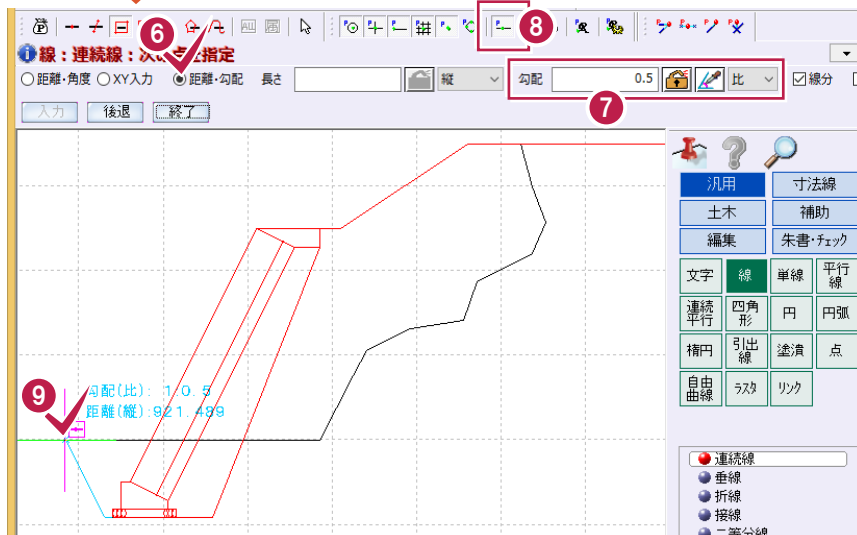 8
6
線：連続線：次の点を指定
距離・角度 XY入力 距離・勾配 長さ 縦 勾配 0.5 比 線分
7
入力 後退 終了
汎用 寸法線
土木 補助
編集 朱書・チェック
文字 線 単線 平行線
連続平行 四角形 円 円弧
楕円 引出線 塗潰 点
自由曲線 ラスタ リンク
勾配(比): 1:0.5
9
距離(縦):921.489
連続線
垂線
折線
接線
二等分線